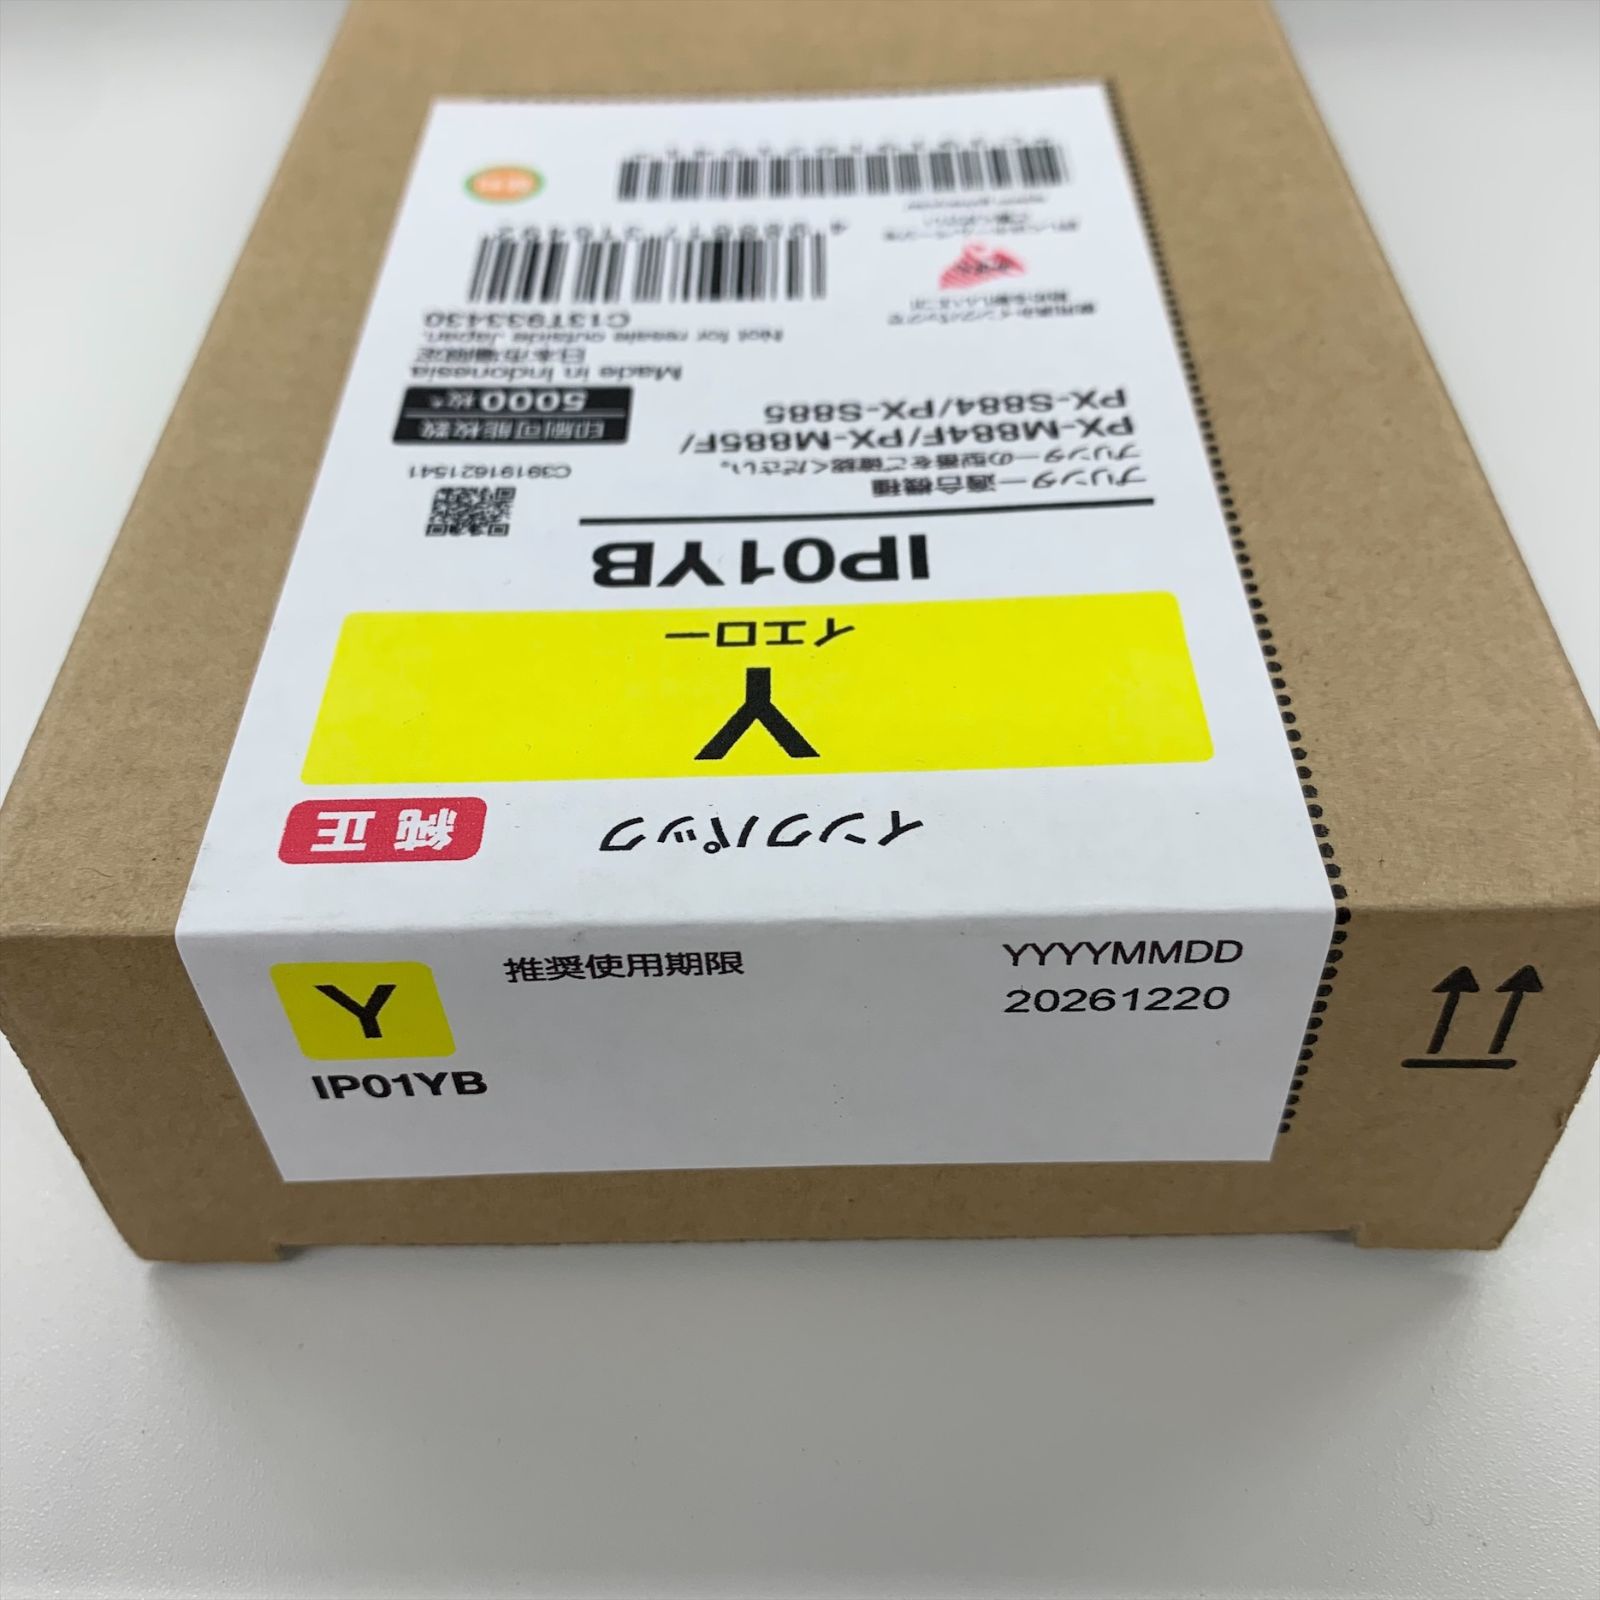 インクパック
純正
Y
イエロー
IP01YB
プリンター適合機種
プリンターの型番をご確認ください。
PX-M884F/PX-M885F/
PX-S884/PX-S885
C39191621541
印刷可能枚数
5000枚
Made in Indonesia
日本市場限定
Not for resale outside Japan.
C13T933430
Y
IP01YB
推奨使用期限
YYYYMMDD
20261220